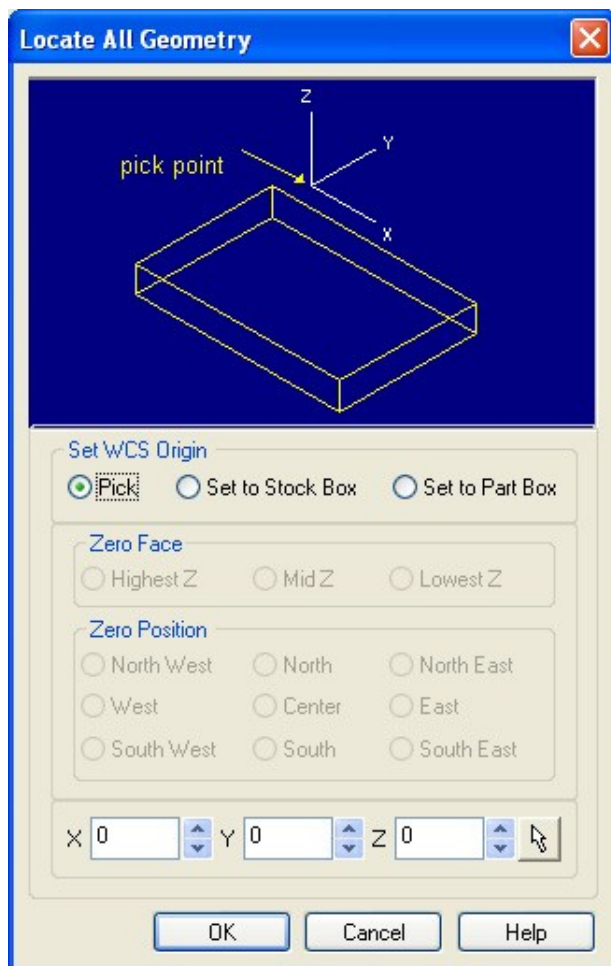 Locate All Geometry
Z
Y
pick point
X
Set WCS Origin
Pick Set to Stock Box Set to Part Box
Zero Face
Highest Z Mid Z Lowest Z
Zero Position
North West North North East
West Center East
South West South South East
X 0 Y 0 Z 0
OK Cancel Help